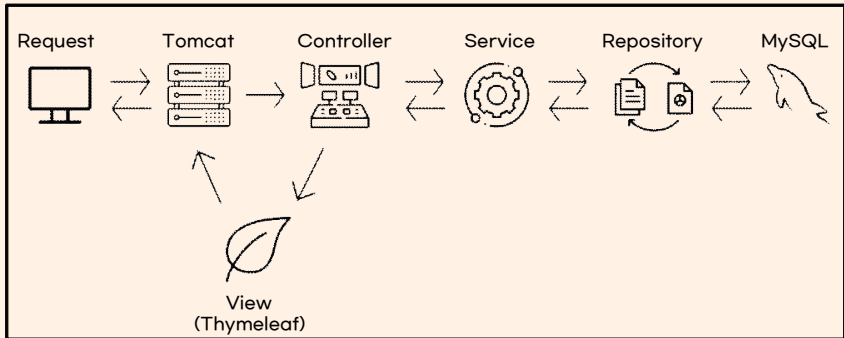 Request
Tomcat
Controller
Service
Repository
MySQL
View
(Thymeleaf)